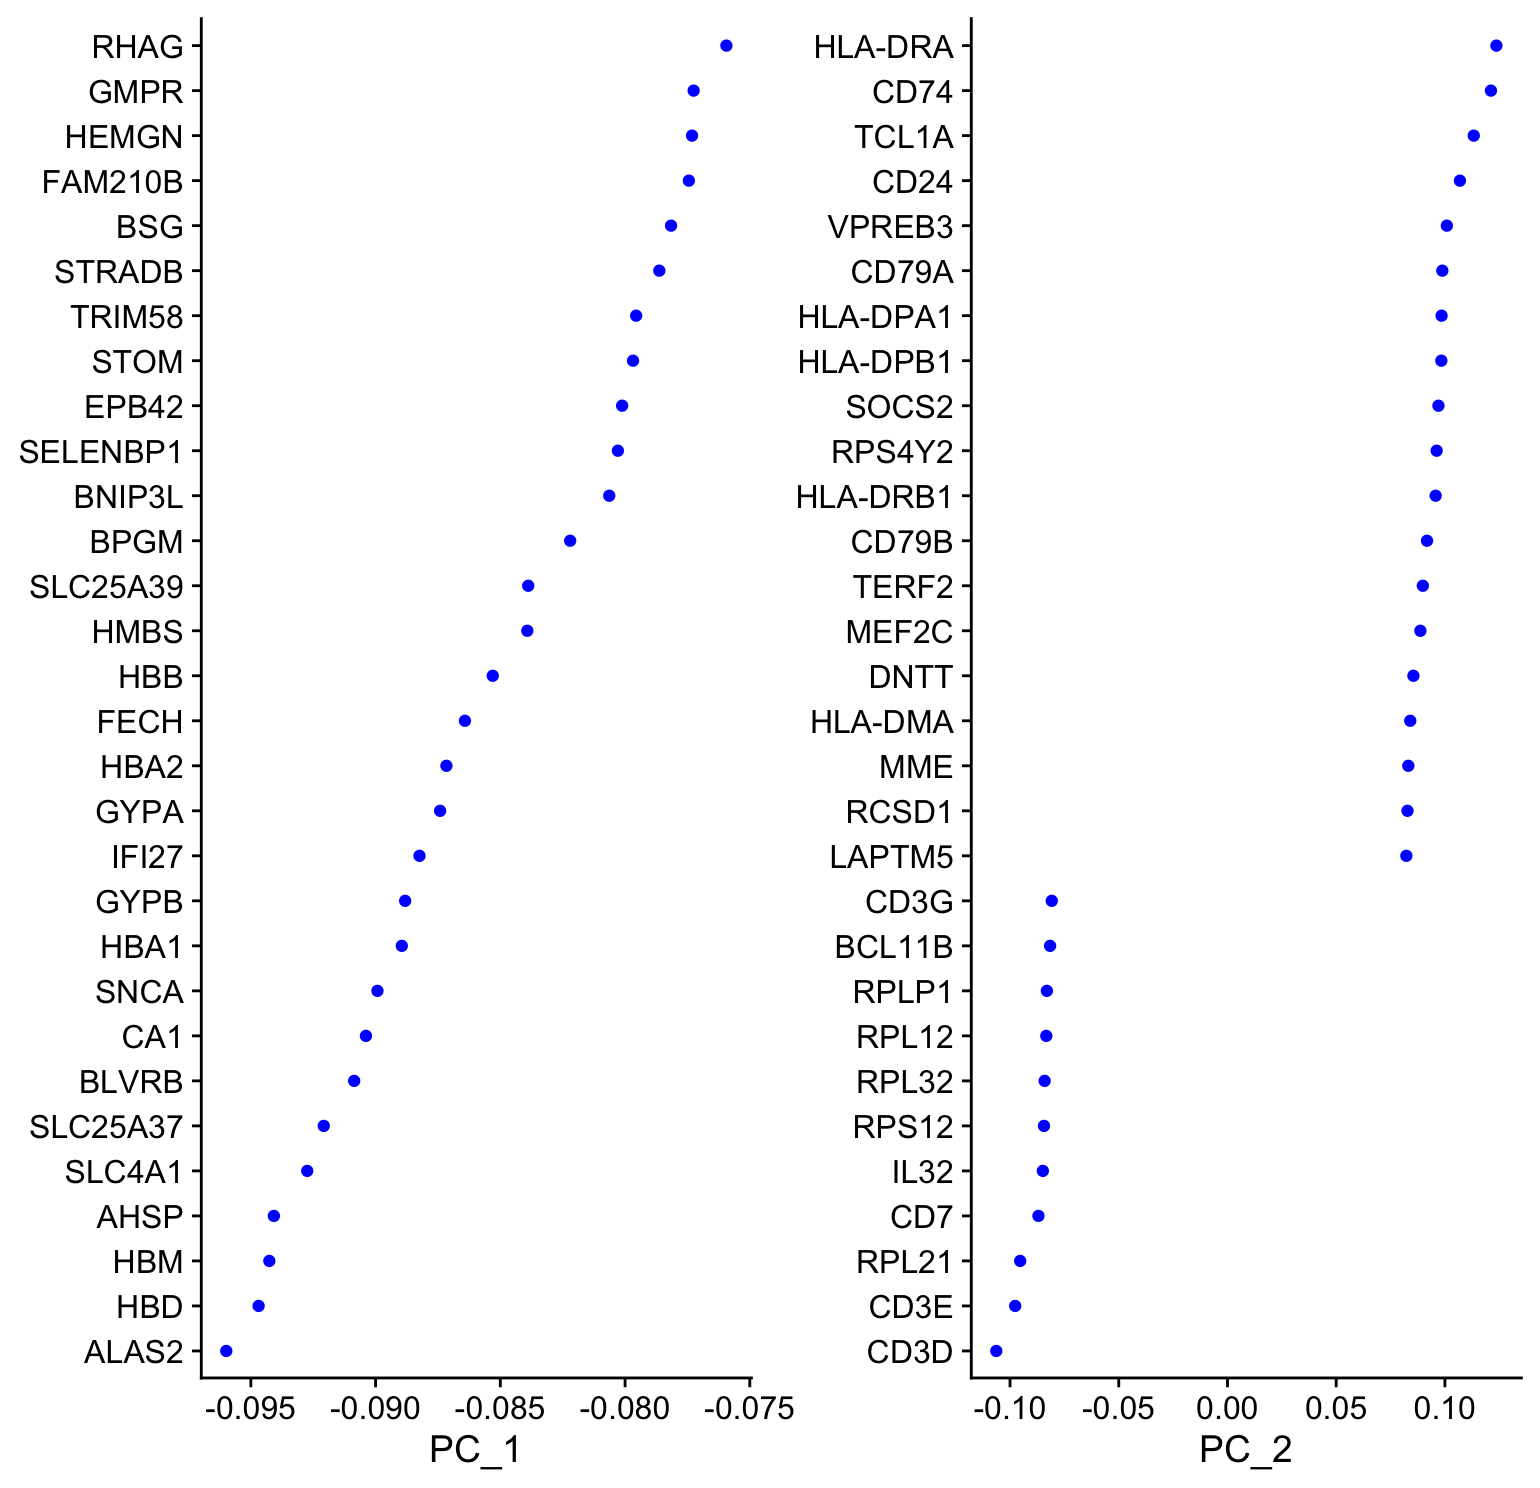 RHAG
GMPR
HEMGN
FAM210B
BSG
STRADB
TRIM58
STOM
EPB42
SELENBP1
BNIP3L
BPGM
SLC25A39
HMBS
HBB
FECH
HBA2
GYPA
IFI27
GYPB
HBA1
SNCA
CA1
BLVRB
SLC25A37
SLC4A1
AHSP
HBM
HBD
ALAS2
-0.095 -0.090 -0.085 -0.080 -0.075
PC_1
HLA-DRA
CD74
TCL1A
CD24
VPREB3
CD79A
HLA-DPA1
HLA-DPB1
SOCS2
RPS4Y2
HLA-DRB1
CD79B
TERF2
MEF2C
DNTT
HLA-DMA
MME
RCSD1
LAPTM5
CD3G
BCL11B
RPLP1
RPL12
RPL32
RPS12
IL32
CD7
RPL21
CD3E
CD3D
-0.10 -0.05 0.00 0.05 0.10
PC_2